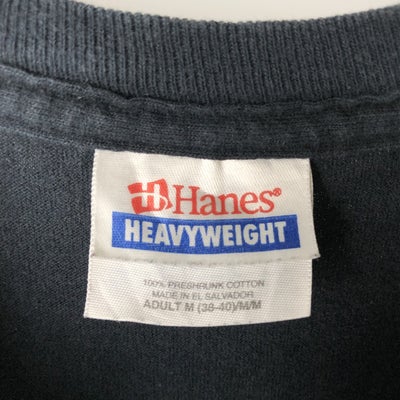 Hanes®
HEAVYWEIGHT
100% PRESHRUNK COTTON
MADE IN EL SALVADOR
ADULT M (38-40)/M/M